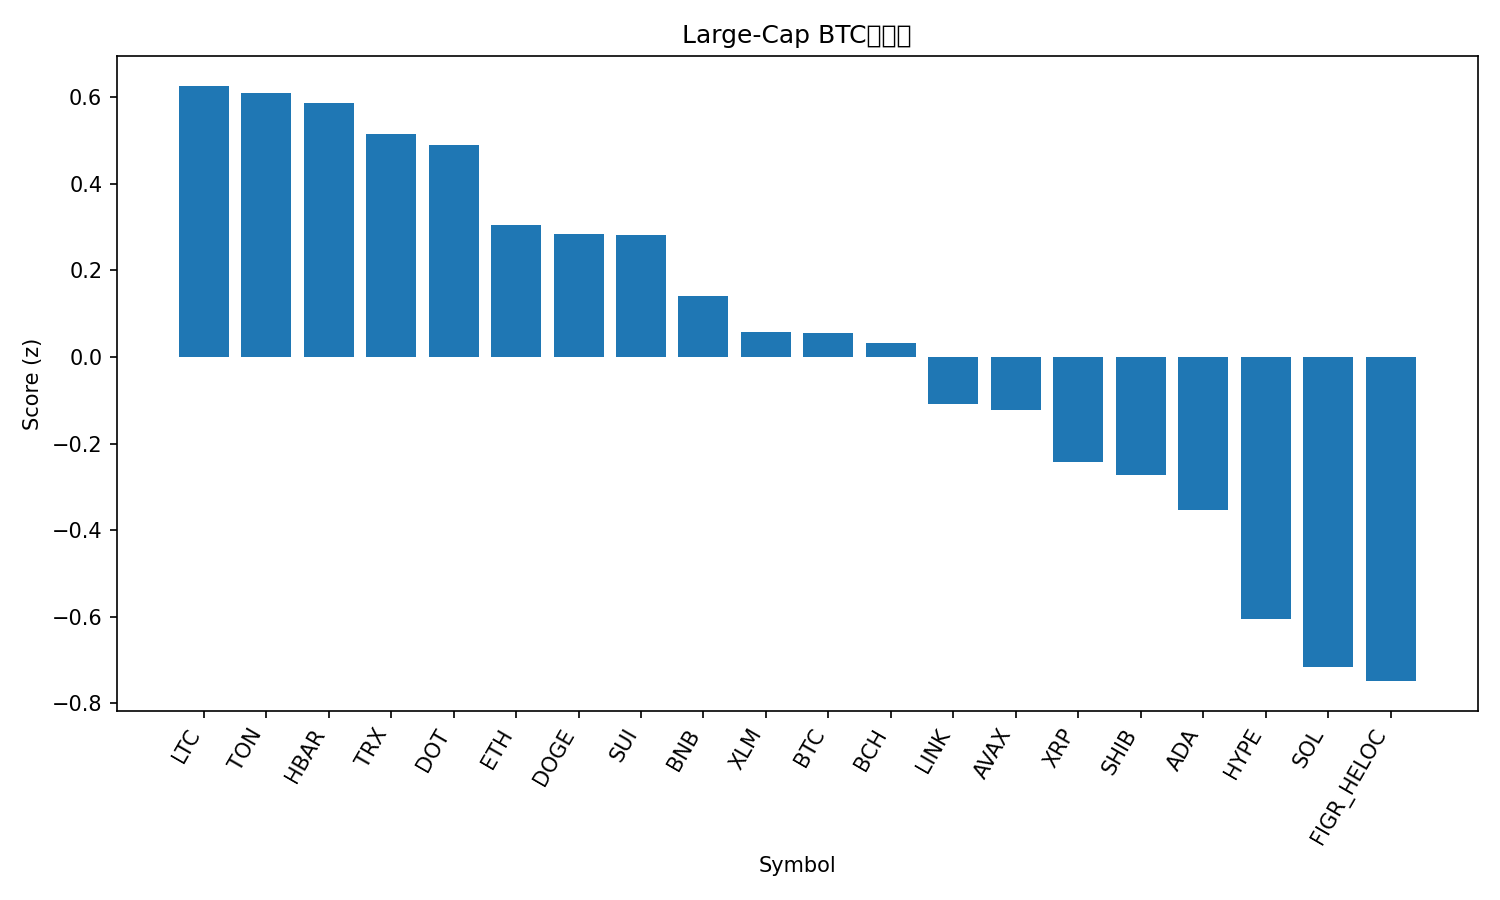 Large-Cap BTC
0.6
0.4
0.2
0.0
−0.2
−0.4
−0.6
−0.8
Score (z)
LTC
TON
HBAR
TRX
DOT
ETH
DOGE
SUI
BNB
XLM
BTC
BCH
LINK
AVAX
XRP
SHIB
ADA
HYPE
SOL
FIGR_HELOC
Symbol